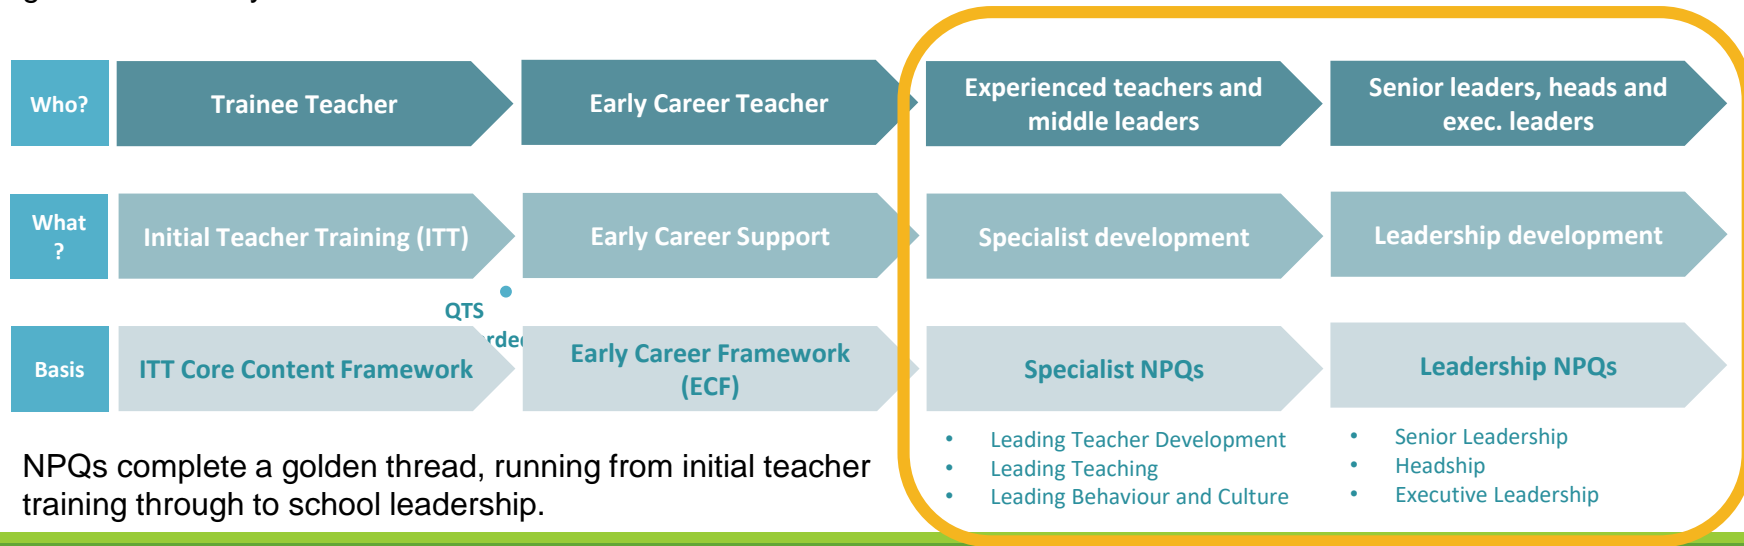 Who?
Trainee Teacher
Early Career Teacher
Experienced teachers and
middle leaders
Senior leaders, heads and
exec. leaders
What
?
Initial Teacher Training (ITT)
Early Career Support
Specialist development
Leadership development
QTS
Basis
ITT Core Content Framework
Early Career Framework
(ECF)
Specialist NPQs
Leadership NPQs
• Leading Teacher Development
• Leading Teaching
• Leading Behaviour and Culture
• Senior Leadership
• Headship
• Executive Leadership
NPQs complete a golden thread, running from initial teacher
training through to school leadership.